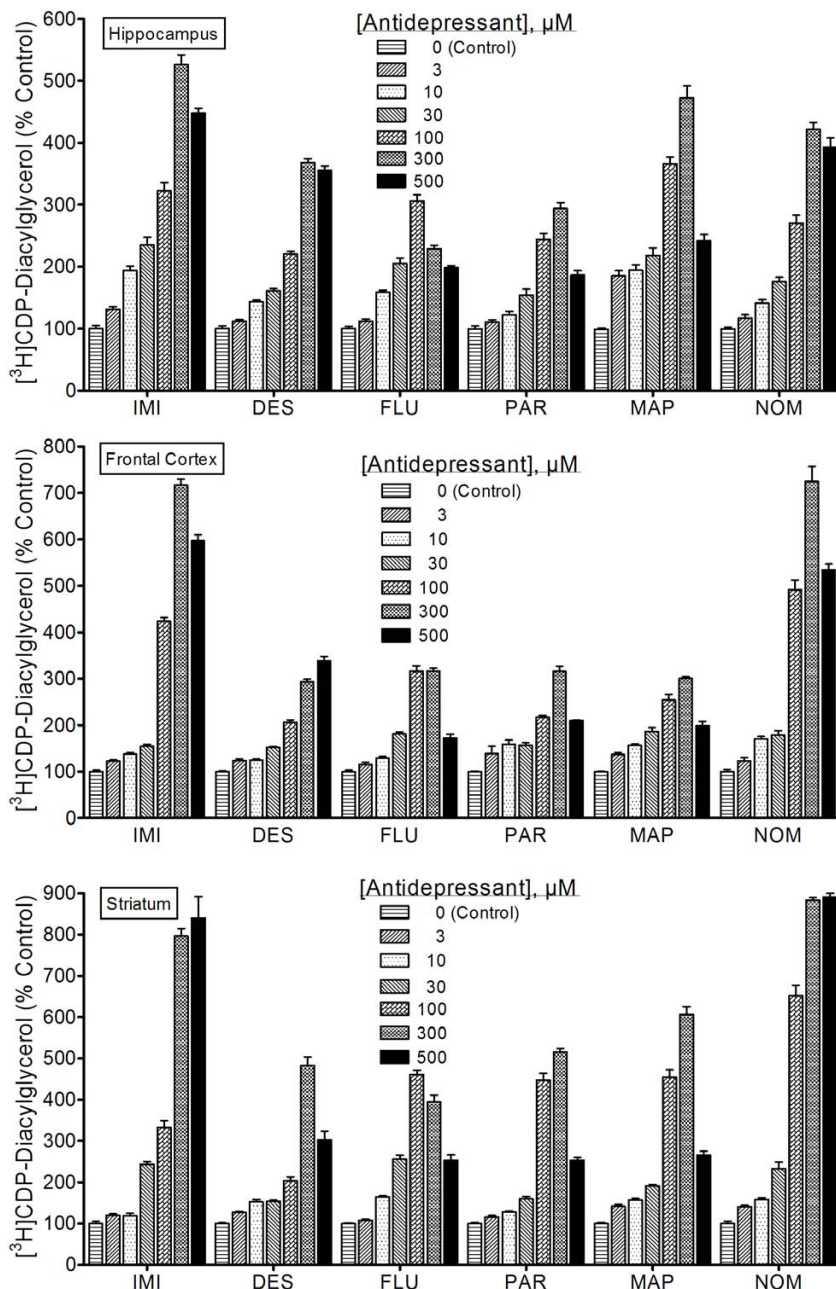 [³H]CDP-Diacylglycerol (% Control)
600
500
400
300
200
100
0
Hippocampus
[Antidepressant], µM
0 (Control)
3
10
30
100
300
500
IMI DES FLU PAR MAP NOM
[³H]CDP-Diacylglycerol (% Control)
800
700
600
500
400
300
200
100
0
Frontal Cortex
[Antidepressant], µM
0 (Control)
3
10
30
100
300
500
IMI DES FLU PAR MAP NOM
[³H]CDP-Diacylglycerol (% Control)
900
800
700
600
500
400
300
200
100
0
Striatum
[Antidepressant], µM
0 (Control)
3
10
30
100
300
500
IMI DES FLU PAR MAP NOM